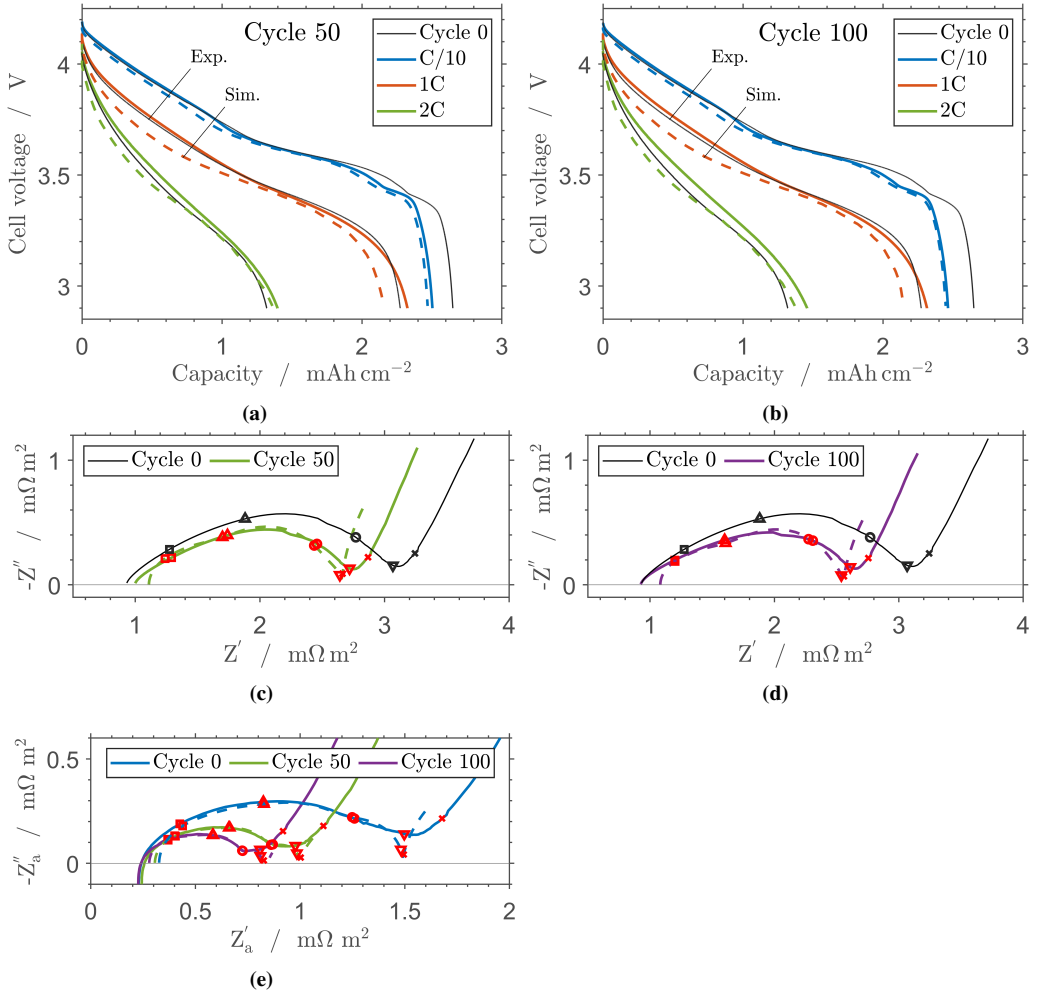 Cycle 50
Cycle 0
C/10
1C
2C
Exp.
Sim.
Cell voltage / V
4
3.5
3
0 1 2 3
Capacity / mAh cm−2
(a)
Cycle 100
Cycle 0
C/10
1C
2C
Exp.
Sim.
Cell voltage / V
4
3.5
3
0 1 2 3
Capacity / mAh cm−2
(b)
Cycle 0 Cycle 50
-Z'' / mΩ m2
1
0
1 2 3 4
Z' / mΩ m2
(c)
Cycle 0 Cycle 100
-Z'' / mΩ m2
1
0
1 2 3 4
Z' / mΩ m2
(d)
Cycle 0 Cycle 50 Cycle 100
-Z''a / mΩ m2
0.5
0
0 0.5 1 1.5 2
Z'a / mΩ m2
(e)